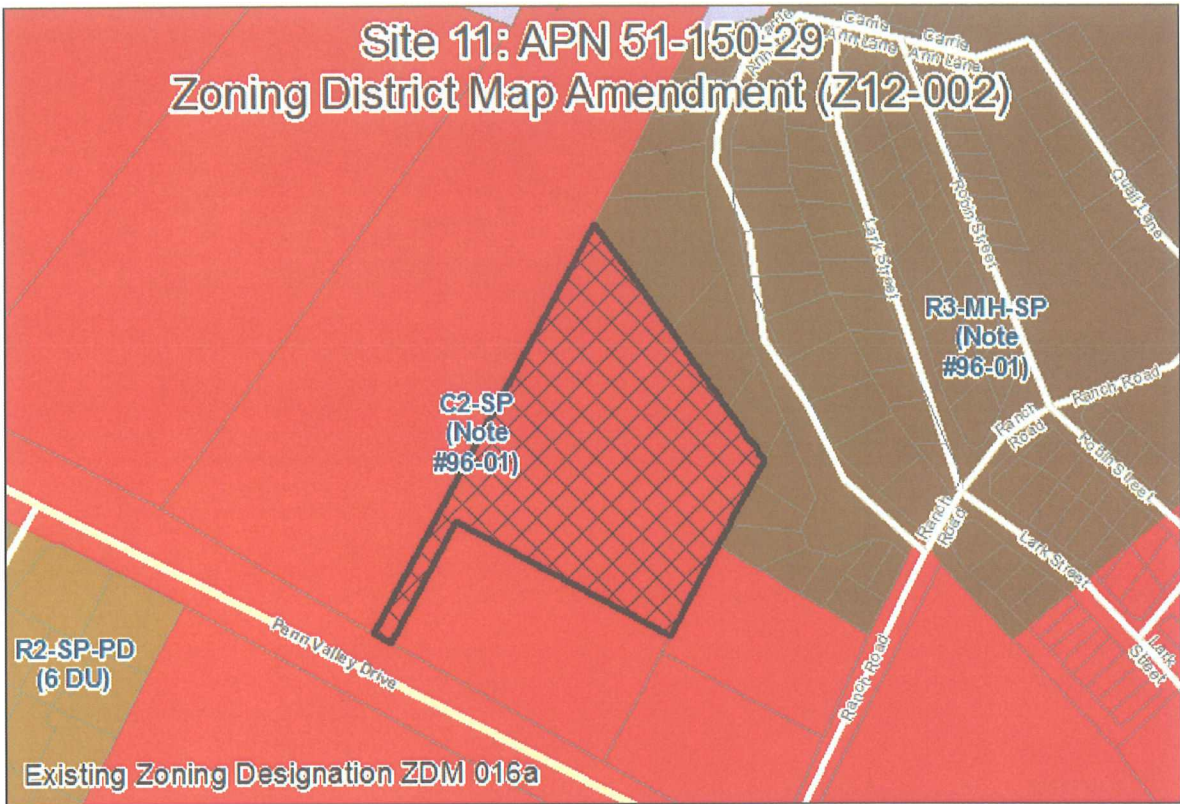 Site 11: APN 51-150-29
Zoning District Map Amendment (Z12-002)
Carrie
Ann Lane
Carrie
Ann Lane
Quail Lane
Robin Street
Lark Street
R3-MH-SP
(Note
#96-01)
C2-SP
(Note
#96-01)
Ranch Road
Ranch
Road
Robin Street
Ranch
Road
Lark Street
Lark
Street
Ranch Road
Penn Valley Drive
R2-SP-PD
(6 DU)
Existing Zoning Designation ZDM 016a